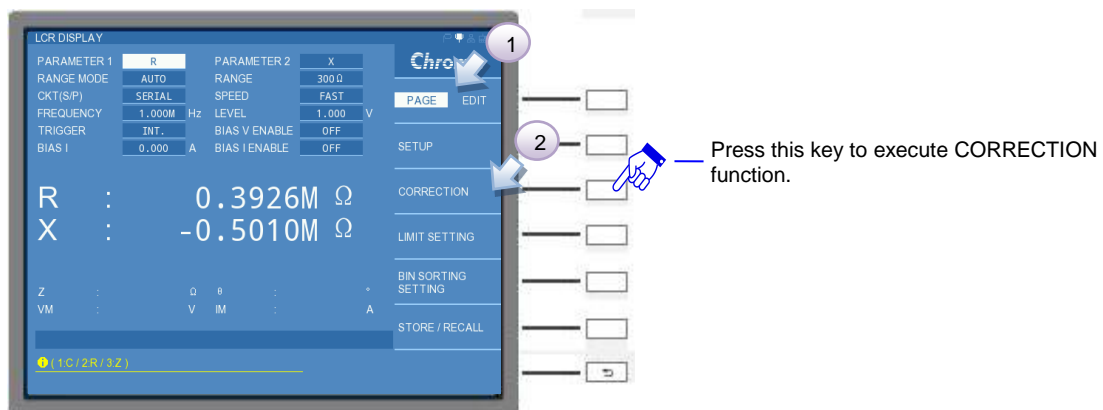 LCR DISPLAY
PARAMETER 1 R PARAMETER 2 X
RANGE MODE AUTO RANGE 300 Ω
CKT(S/P) SERIAL SPEED FAST
FREQUENCY 1.000M Hz LEVEL 1.000 V
TRIGGER INT. BIAS V ENABLE OFF
BIAS I 0.000 A BIAS I ENABLE OFF
R : 0.3926M Ω
X : -0.5010M Ω
Z : Ω θ : °
VM : V IM : A
( 1:C / 2:R / 3:Z )
1
PAGE EDIT
SETUP
2
CORRECTION
LIMIT SETTING
BIN SORTING
SETTING
STORE / RECALL
Press this key to execute CORRECTION
function.